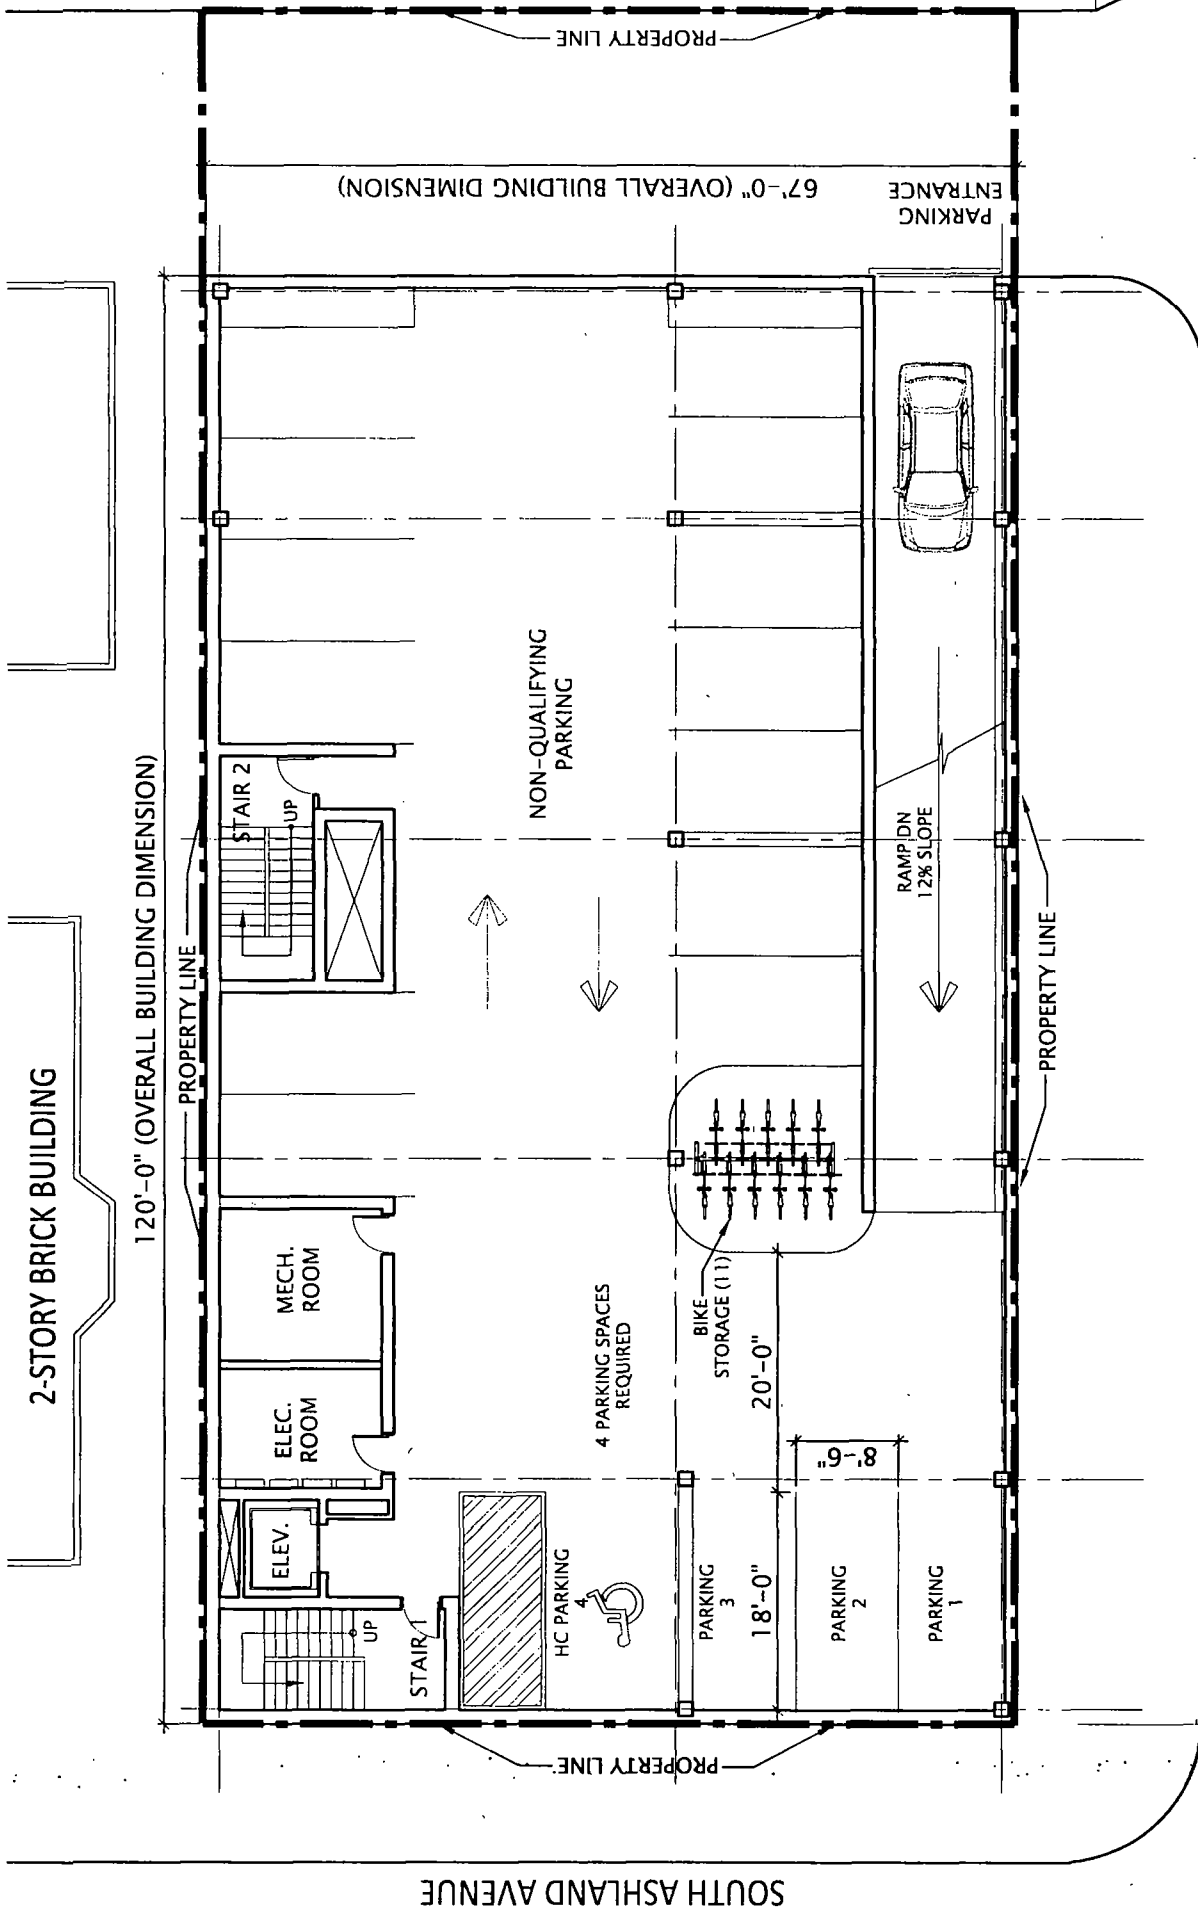 PROPERTY LINE
67'-0" (OVERALL BUILDING DIMENSION)
PARKING
ENTRANCE
2-STORY BRICK BUILDING
120'-0" (OVERALL BUILDING DIMENSION)
PROPERTY LINE
STAIR 2
UP
NON-QUALIFYING
PARKING
RAMP DN
12% SLOPE
PROPERTY LINE
MECH.
ROOM
ELEC.
ROOM
ELEV.
UP
STAIR 1
4 PARKING SPACES
REQUIRED
BIKE
STORAGE (11)
20'-0"
8'-6"
HC PARKING
4
PARKING
3
18'-0"
PARKING
2
PARKING
1
PROPERTY LINE
SOUTH ASHLAND AVENUE